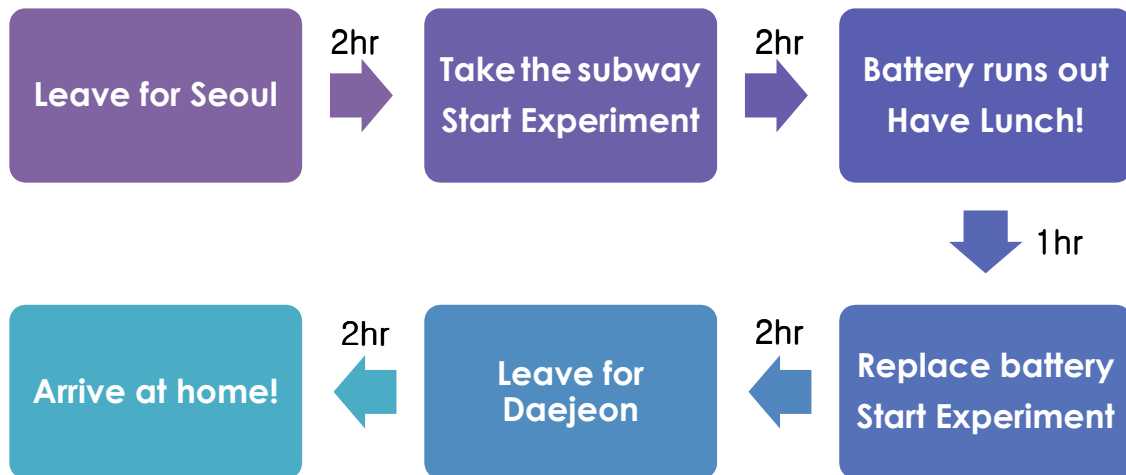 Leave for Seoul
2hr
Take the subway
Start Experiment
2hr
Battery runs out
Have Lunch!
1hr
Replace battery
Start Experiment
2hr
Leave for
Daejeon
2hr
Arrive at home!